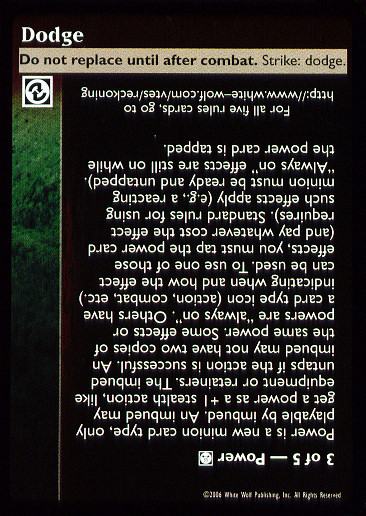 Dodge
Do not replace until after combat. Strike: dodge.
3 of 5 — Power
Power is a new minion card type, only
playable by imbued. An imbued may
get a power as a +1 stealth action, like
equipment or retainers. The imbued
untaps if the action is successful. An
imbued may not have two copies of
the same power. Some effects or
powers are "always on". Others have
a card type icon (action, combat, etc.)
indicating when and how the effect
can be used. To use one of those
effects, you must tap the power card
(and pay whatever cost the effect
requires). Standard rules for using
such effects apply (e.g., a reacting
minion must be ready and untapped).
"Always on" effects are still on while
the power card is tapped.
For all five rules cards, go to
http://www.white-wolf.com/vtes/reckoning
©2006 White Wolf Publishing, Inc. All Rights Reserved